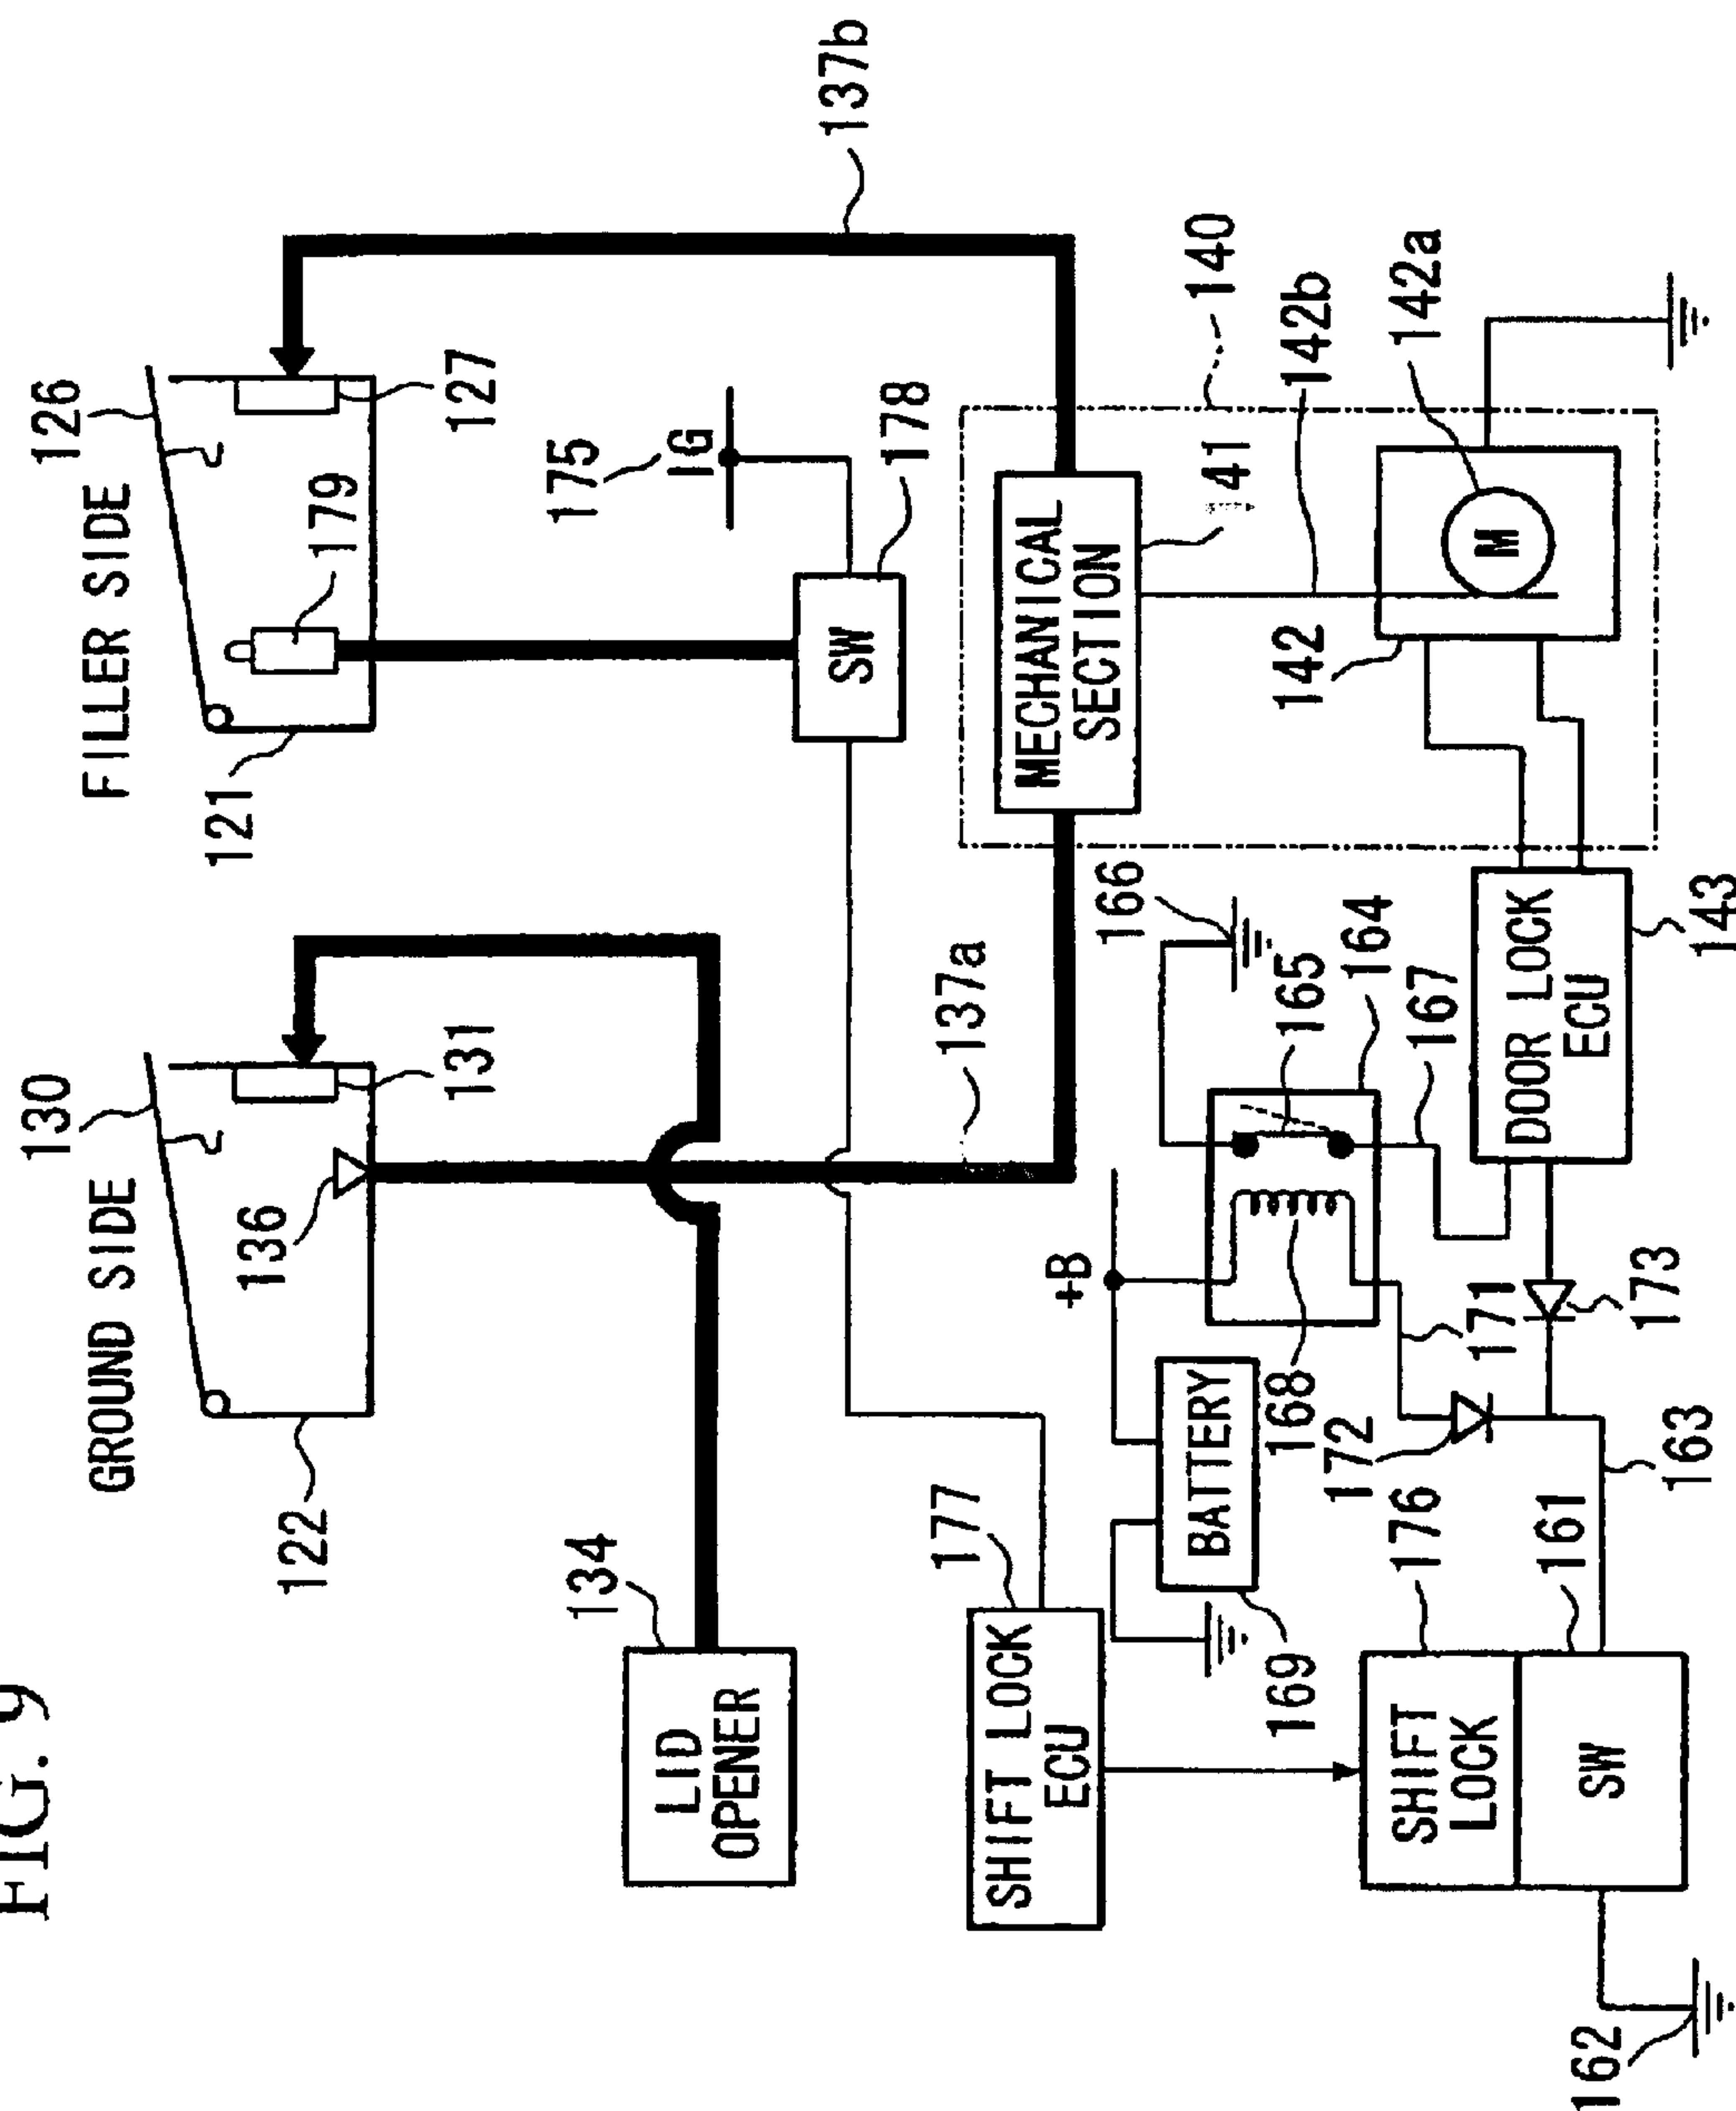 FIG. 9
GROUND SIDE
FILLER SIDE
130
126
122
136
131
121
179
127
134
LID
OPENER
175
IG
SW
178
137b
177
SHIFT LOCK
ECU
137a
MECHANICAL
SECTION
141
140
+B
166
BATTERY
169
168
165
164
167
142
142b
142a
M
176
SHIFT
LOCK
161
SW
162
163
172
171
173
DOOR LOCK
ECU
143